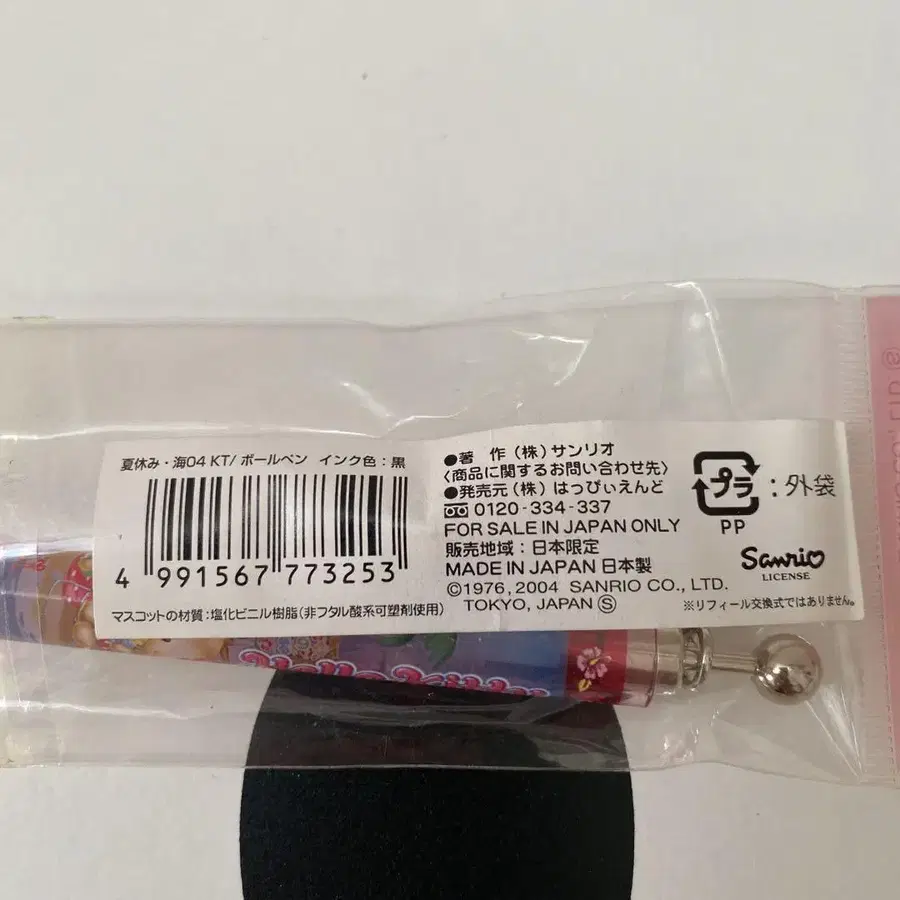 夏休み・海04 KT/ ボールペン インク色：黒
4 991567 773253
マスコットの材質：塩化ビニル樹脂(非フタル酸系可塑剤使用)
●著 作（株）サンリオ
〈商品に関するお問い合わせ先〉
●発売元（株）はっぴぃえんど
0120-334-337
FOR SALE IN JAPAN ONLY
販売地域：日本限定
MADE IN JAPAN 日本製
©1976, 2004 SANRIO CO., LTD.
TOKYO, JAPAN Ⓢ
プラ：外袋
PP
Sanrio
LICENSE
※リフィール交換式ではありません。
Hello Kitty